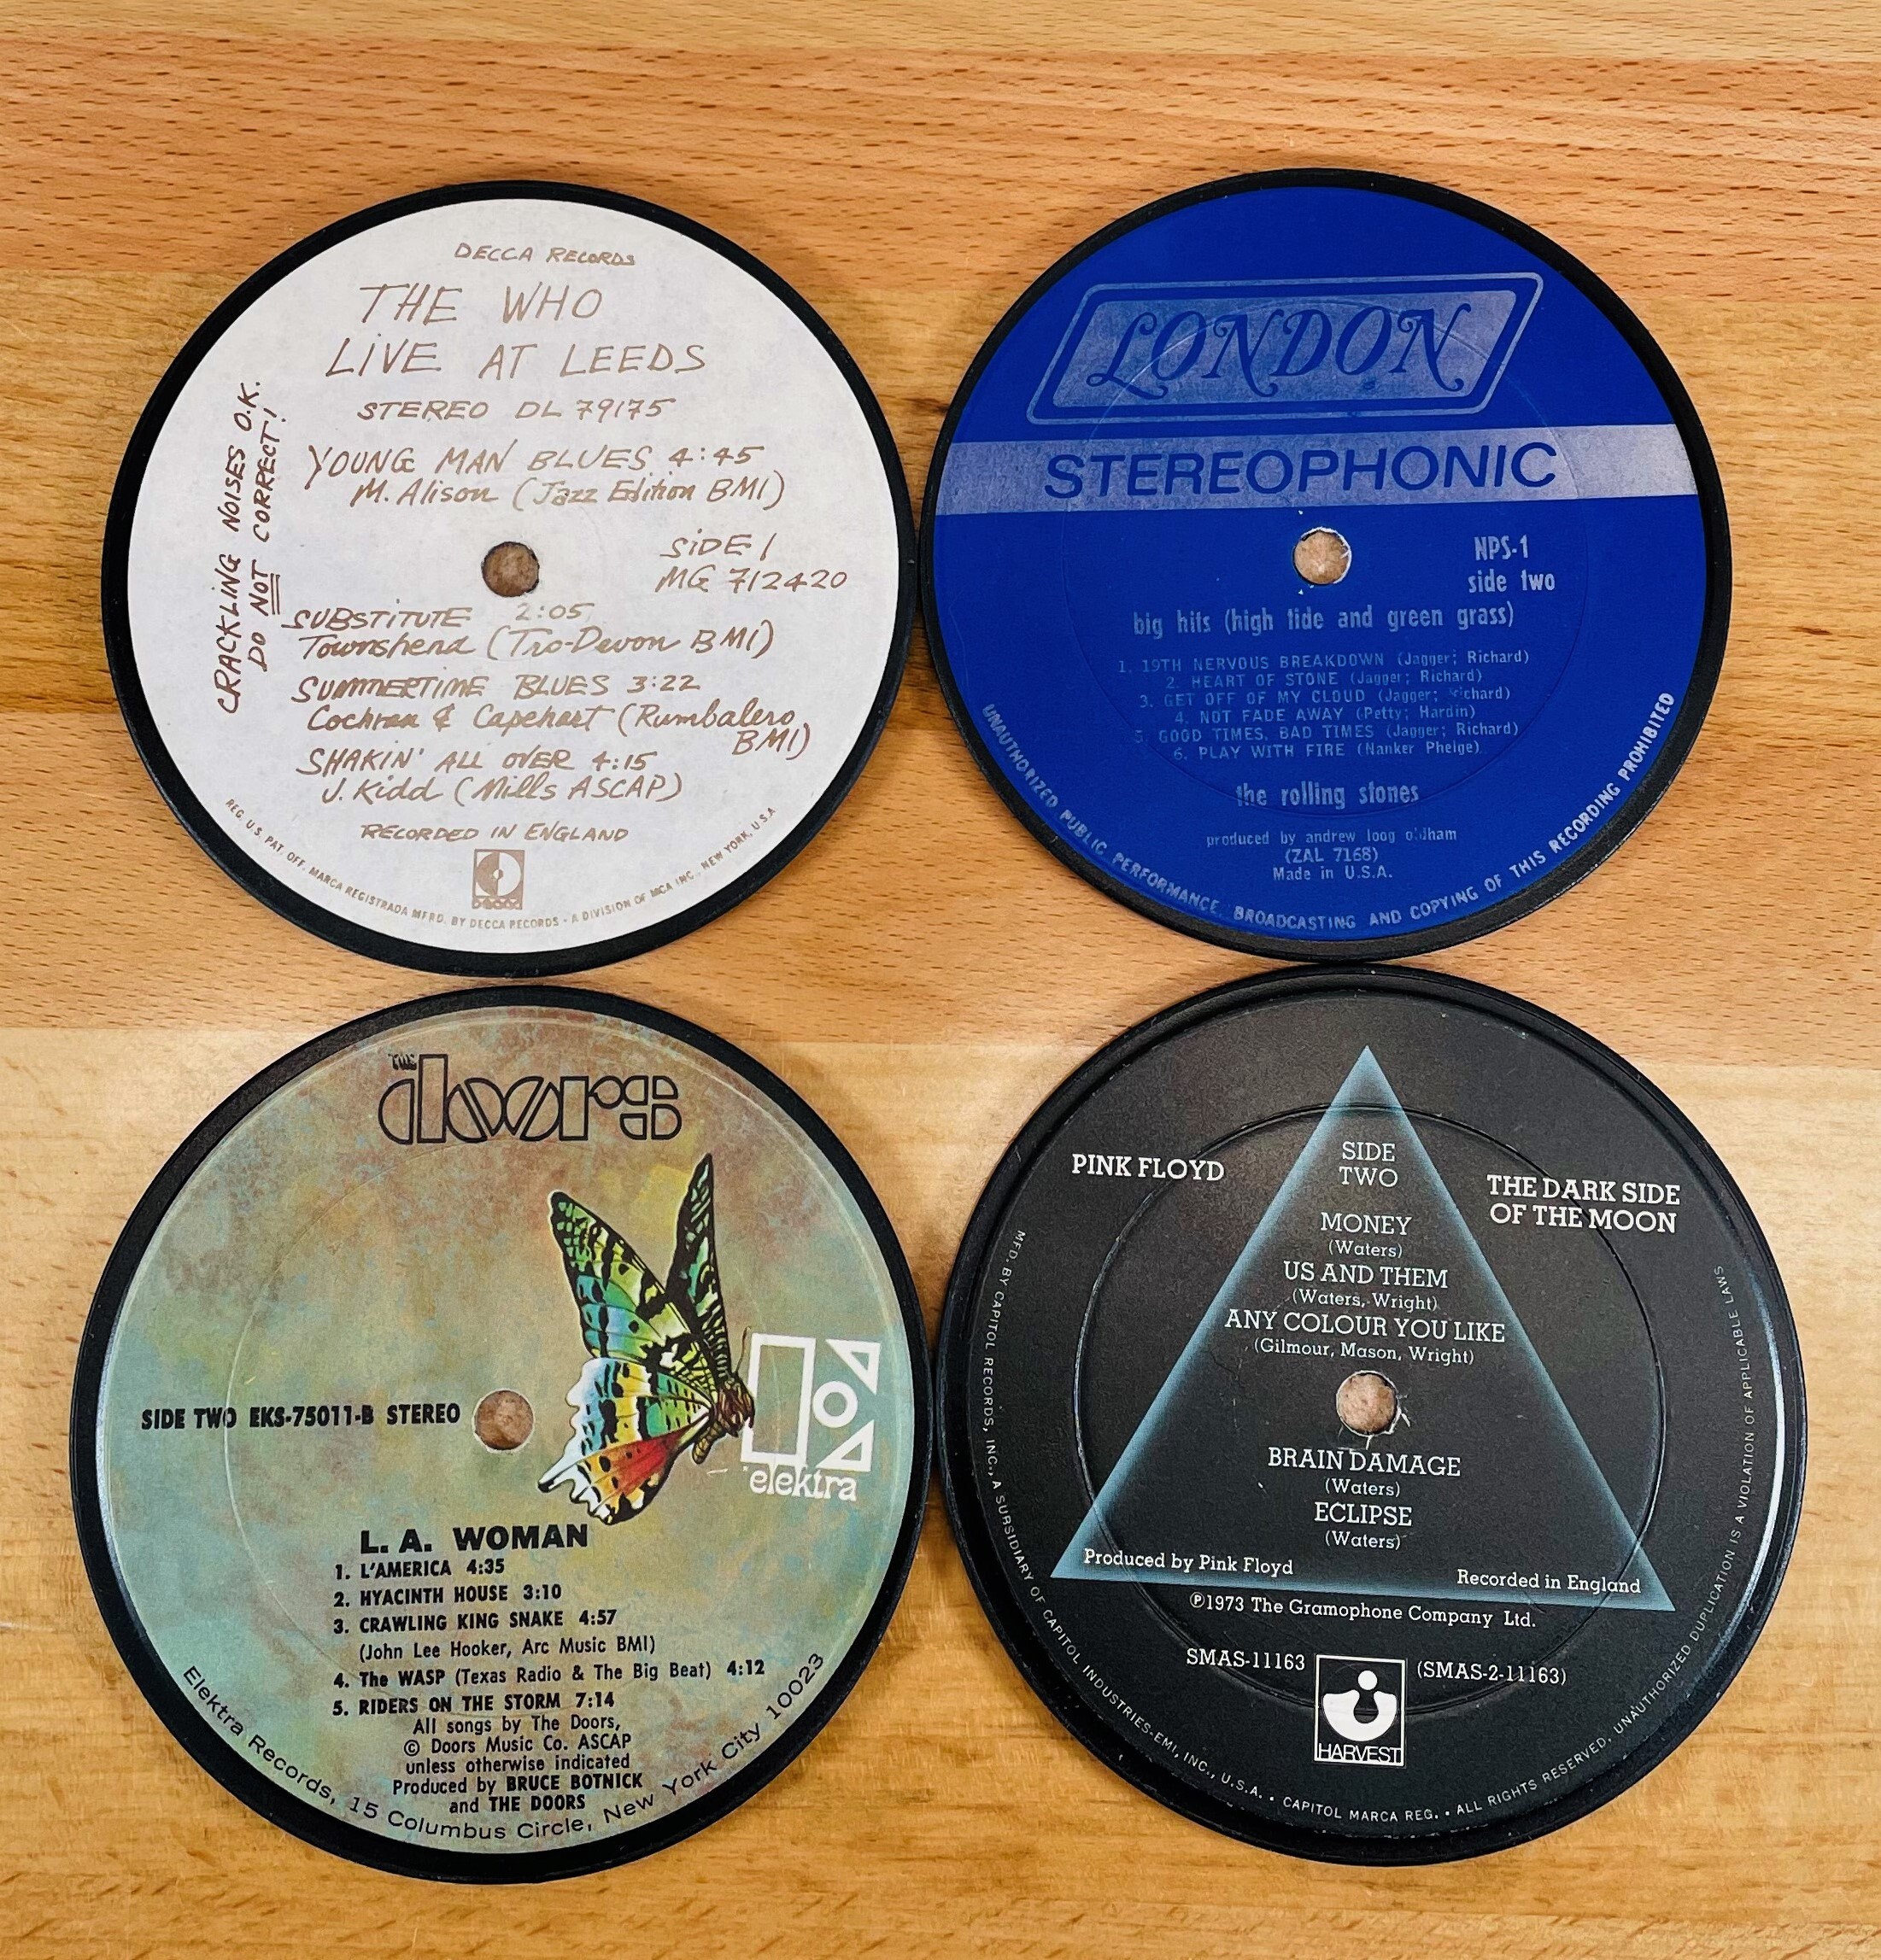 DECCA RECORDS
THE WHO
LIVE AT LEEDS
STEREO DL 79175
YOUNG MAN BLUES 4:45
M. Alison (Jazz Edition BMI)
SIDE 1
MG 712420
SUBSTITUTE 2:05
Townshend (Tro-Devon BMI)
SUMMERTIME BLUES 3:22
Cochran & Capehart (Rumbalero,
BMI)
SHAKIN' ALL OVER 4:15
J. Kidd (Mills ASCAP)
RECORDED IN ENGLAND
DECCA
CRACKLING NOISES O.K.
DO NOT CORRECT!
REG. U.S. PAT. OFF. MARCA REGISTRADA MFRD. BY DECCA RECORDS - A DIVISION OF MCA INC., NEW YORK, U.S.A.
LONDON
STEREOPHONIC
NPS-1
side two
big hits (high tide and green grass)
1. 19TH NERVOUS BREAKDOWN (Jagger; Richard)
2. HEART OF STONE (Jagger; Richard)
3. GET OFF OF MY CLOUD (Jagger; Richard)
4. NOT FADE AWAY (Petty; Hardin)
5. GOOD TIMES, BAD TIMES (Jagger; Richard)
6. PLAY WITH FIRE (Nanker Phelge)
the rolling stones
produced by andrew loog oldham
(ZAL 7168)
Made in U.S.A.
UNAUTHORIZED PUBLIC PERFORMANCE, BROADCASTING AND COPYING OF THIS RECORDING PROHIBITED
THE doors
SIDE TWO EKS-75011-B STEREO
elektra
L. A. WOMAN
1. L'AMERICA 4:35
2. HYACINTH HOUSE 3:10
3. CRAWLING KING SNAKE 4:57
(John Lee Hooker, Arc Music BMI)
4. The WASP (Texas Radio & The Big Beat) 4:12
5. RIDERS ON THE STORM 7:14
All songs by The Doors,
© Doors Music Co. ASCAP
unless otherwise indicated
Produced by BRUCE BOTNICK
and THE DOORS
Elektra Records, 15 Columbus Circle, New York City 10023
PINK FLOYD
THE DARK SIDE
OF THE MOON
SIDE
TWO
MONEY
(Waters)
US AND THEM
(Waters, Wright)
ANY COLOUR YOU LIKE
(Gilmour, Mason, Wright)
BRAIN DAMAGE
(Waters)
ECLIPSE
(Waters)
Produced by Pink Floyd
Recorded in England
℗1973 The Gramophone Company Ltd.
SMAS-11163
(SMAS-2-11163)
HARVEST
MFD. BY CAPITOL RECORDS, INC., A SUBSIDIARY OF CAPITOL INDUSTRIES-EMI, INC., U.S.A. • CAPITOL MARCA REG. • ALL RIGHTS RESERVED. UNAUTHORIZED DUPLICATION IS A VIOLATION OF APPLICABLE LAWS